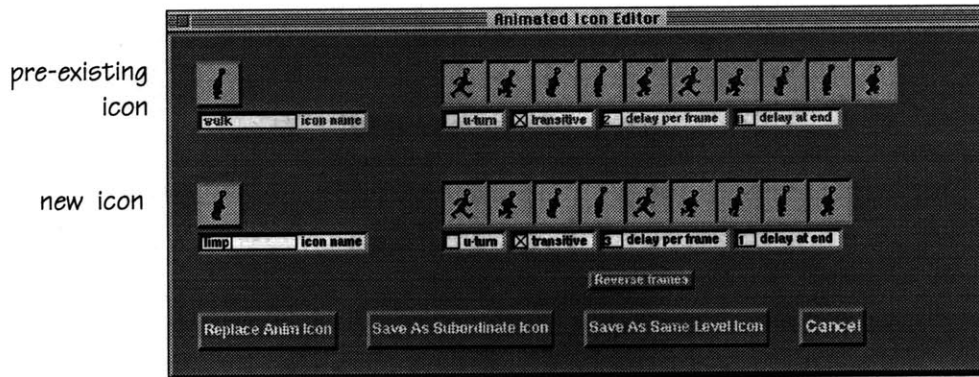 Animated Icon Editor
pre-existing
icon
walk icon name
u-turn transitive 2 delay per frame delay at end
new icon
limp icon name
u-turn transitive 3 delay per frame 1 delay at end
Reverse frames
Replace Anim Icon Save As Subordinate Icon Save As Same Level Icon Cancel